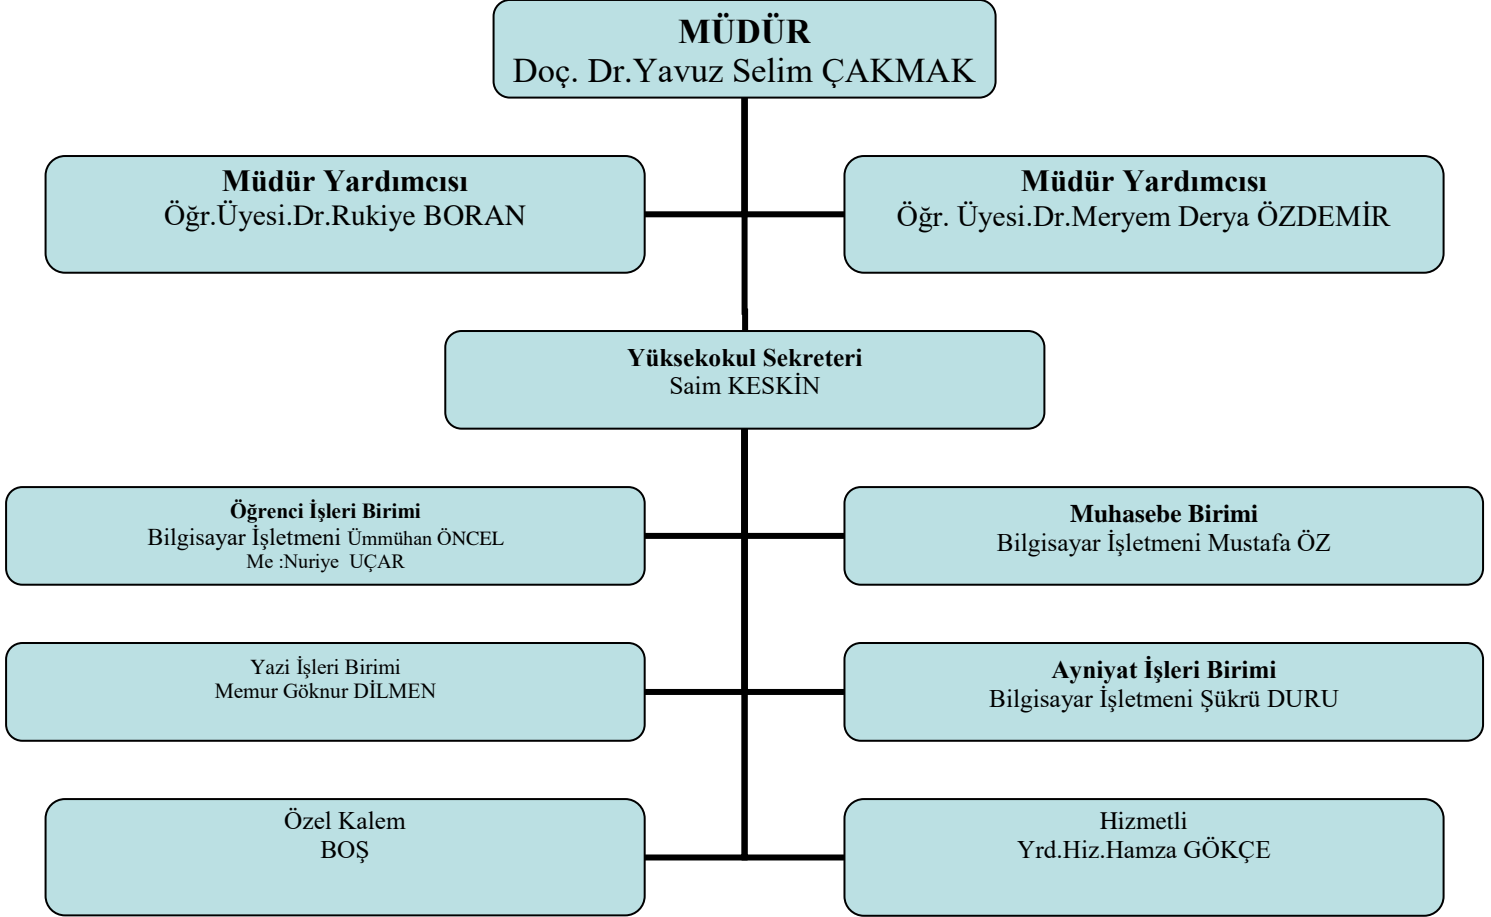 MÜDÜR
Doç. Dr.Yavuz Selim ÇAKMAK
Müdür Yardımcısı
Öğr.Üyesi.Dr.Rukiye BORAN
Müdür Yardımcısı
Öğr. Üyesi.Dr.Meryem Derya ÖZDEMİR
Yüksekokul Sekreteri
Saim KESKİN
Öğrenci İşleri Birimi
Bilgisayar İşletmeni Ümmühan ÖNCEL
Me :Nuriye  UÇAR
Muhasebe Birimi
Bilgisayar İşletmeni Mustafa ÖZ
Yazi İşleri Birimi
Memur Göknur DİLMEN
Ayniyat İşleri Birimi
Bilgisayar İşletmeni Şükrü DURU
Özel Kalem
BOŞ
Hizmetli
Yrd.Hiz.Hamza GÖKÇE